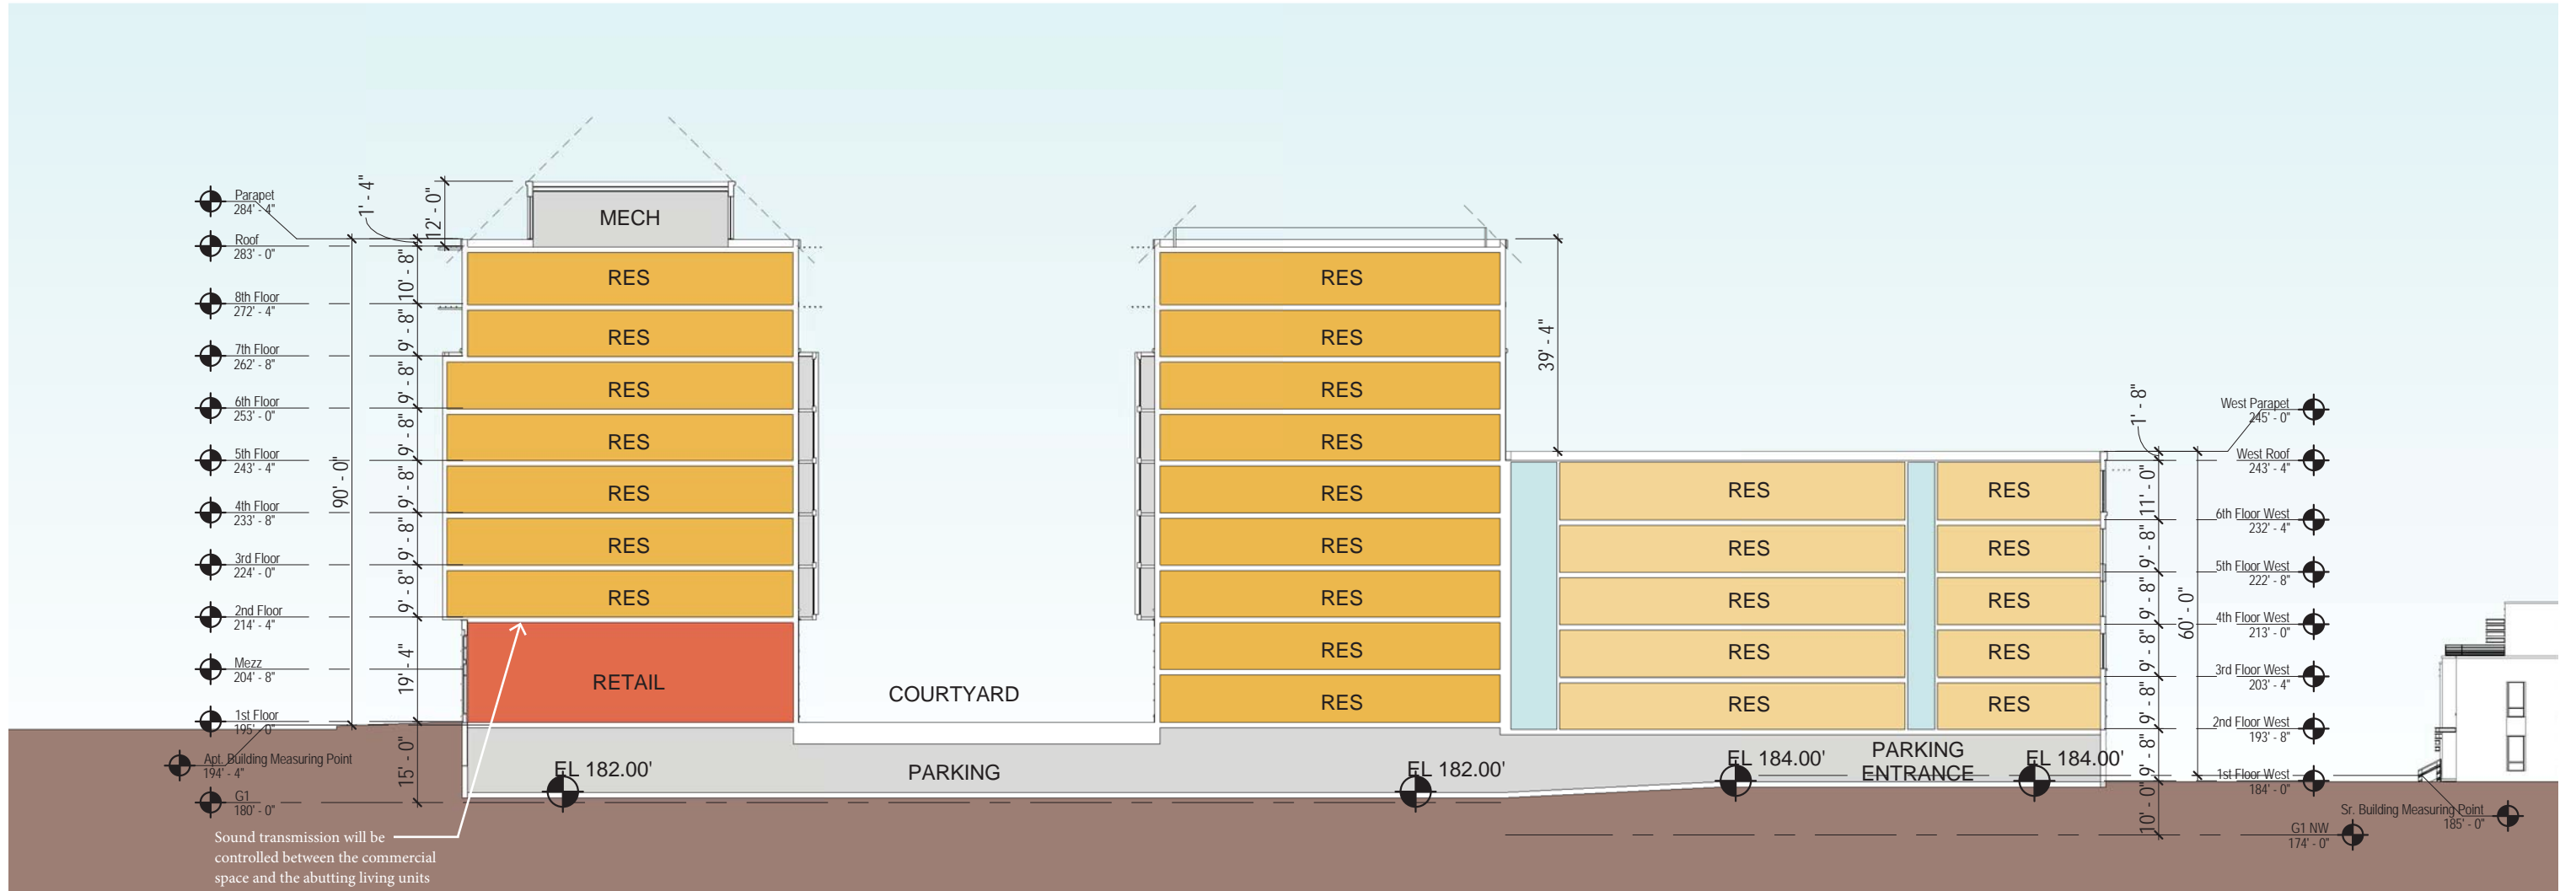 Parapet
284' - 4"
Roof
283' - 0"
8th Floor
272' - 4"
7th Floor
262' - 8"
6th Floor
253' - 0"
5th Floor
243' - 4"
4th Floor
233' - 8"
3rd Floor
224' - 0"
2nd Floor
214' - 4"
Mezz
204' - 8"
1st Floor
195' - 0"
Apt. Building Measuring Point
194' - 4"
G1
180' - 0"
90' - 0"
1' - 4"
12' - 0"
10' - 8"
9' - 8"
9' - 8"
9' - 8"
9' - 8"
9' - 8"
9' - 8"
19' - 4"
15' - 0"
MECH
RES
RES
RES
RES
RES
RES
RES
RETAIL
COURTYARD
RES
RES
RES
RES
RES
RES
RES
RES
RES
39' - 4"
RES RES
RES RES
RES RES
RES RES
RES RES
EL 182.00'
PARKING
EL 182.00'
EL 184.00'
PARKING
ENTRANCE
EL 184.00'
1' - 8"
11' - 0"
9' - 8"
9' - 8"
9' - 8"
9' - 8"
9' - 8"
10' - 0"
60' - 0"
West Parapet
245' - 0"
West Roof
243' - 4"
6th Floor West
232' - 4"
5th Floor West
222' - 8"
4th Floor West
213' - 0"
3rd Floor West
203' - 4"
2nd Floor West
193' - 8"
1st Floor West
184' - 0"
Sr. Building Measuring Point
185' - 0"
G1 NW
174' - 0"
Sound transmission will be
controlled between the commercial
space and the abutting living units